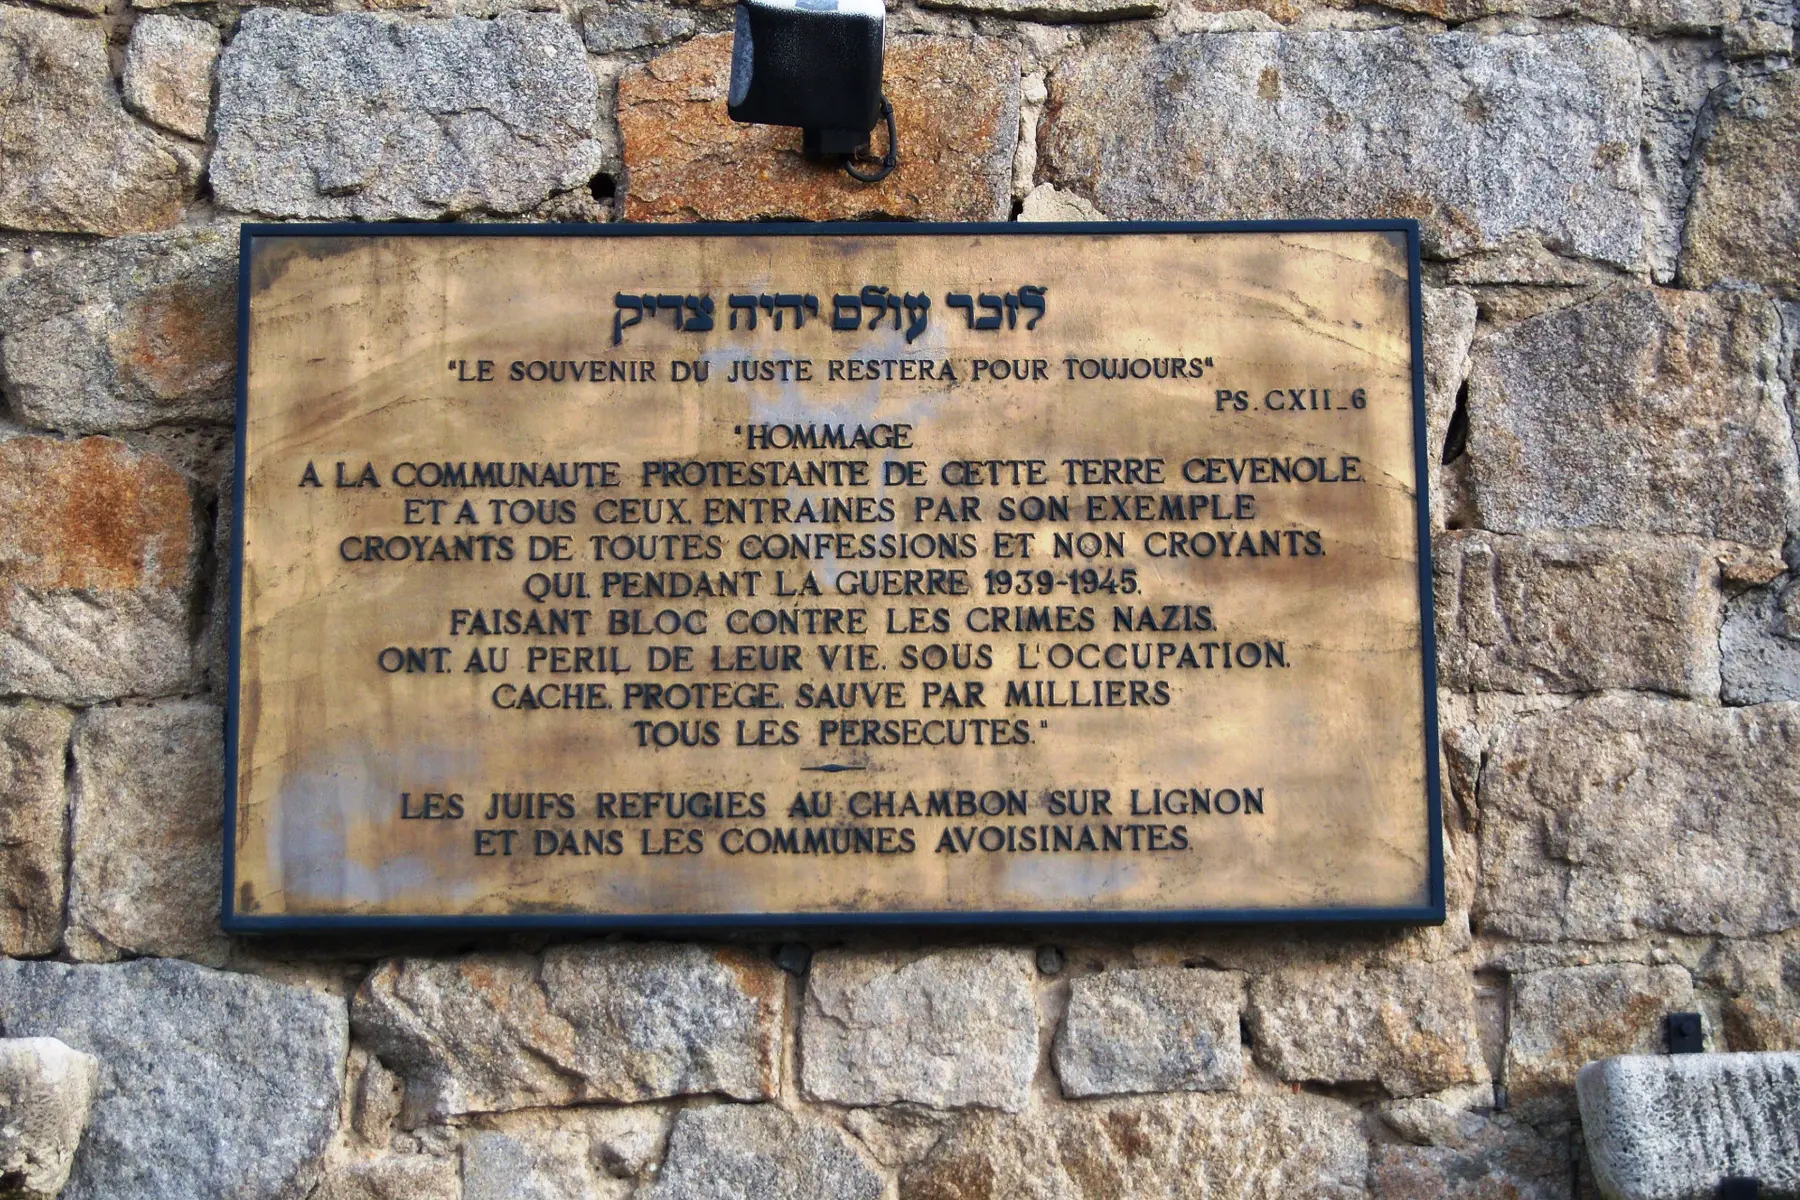 לזכר עולם יהיה צדיק
"LE SOUVENIR DU JUSTE RESTERA POUR TOUJOURS"
PS.CXII_6
"HOMMAGE
A LA COMMUNAUTE PROTESTANTE DE CETTE TERRE CEVENOLE.
ET A TOUS CEUX. ENTRAINES PAR SON EXEMPLE
CROYANTS DE TOUTES CONFESSIONS ET NON CROYANTS.
QUI. PENDANT LA GUERRE 1939-1945.
FAISANT BLOC CONTRE LES CRIMES NAZIS.
ONT. AU PERIL DE LEUR VIE. SOUS L'OCCUPATION.
CACHE. PROTEGE. SAUVE PAR MILLIERS
TOUS LES PERSECUTES."
LES JUIFS REFUGIES AU CHAMBON SUR LIGNON
ET DANS LES COMMUNES AVOISINANTES.